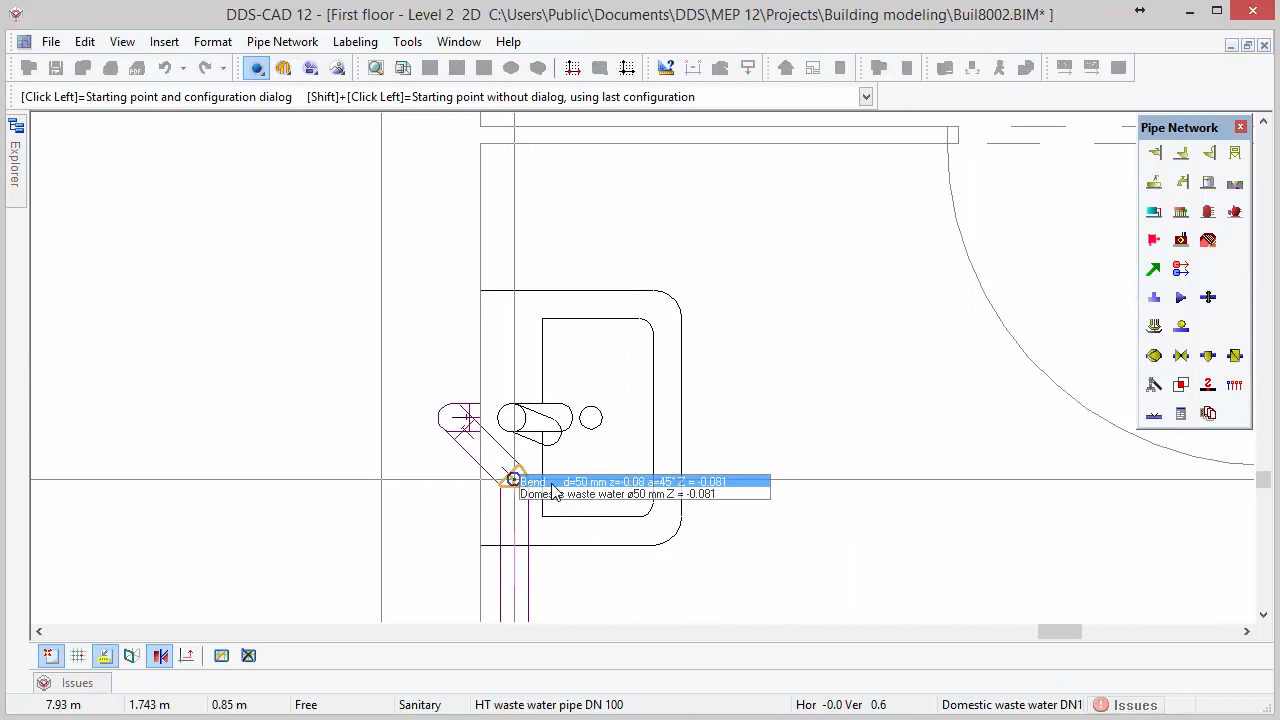 DDS-CAD 12 - [First floor - Level 2 2D C:\Users\Public\Documents\DDS\MEP 12\Projects\Building modeling\Buil8002.BIM* ]
File Edit View Insert Format Pipe Network Labeling Tools Window Help
[Click Left]=Starting point and configuration dialog [Shift]+[Click Left]=Starting point without dialog, using last configuration
Explorer
Pipe Network
Bend d=50 mm z=-0.08 a=45° Z = -0.081
Domestic waste water ø50 mm Z = -0.081
Issues
7.93 m 1.743 m 0.85 m Free Sanitary HT waste water pipe DN 100 Hor -0.0 Ver 0.6 Domestic waste water DN1 Issues